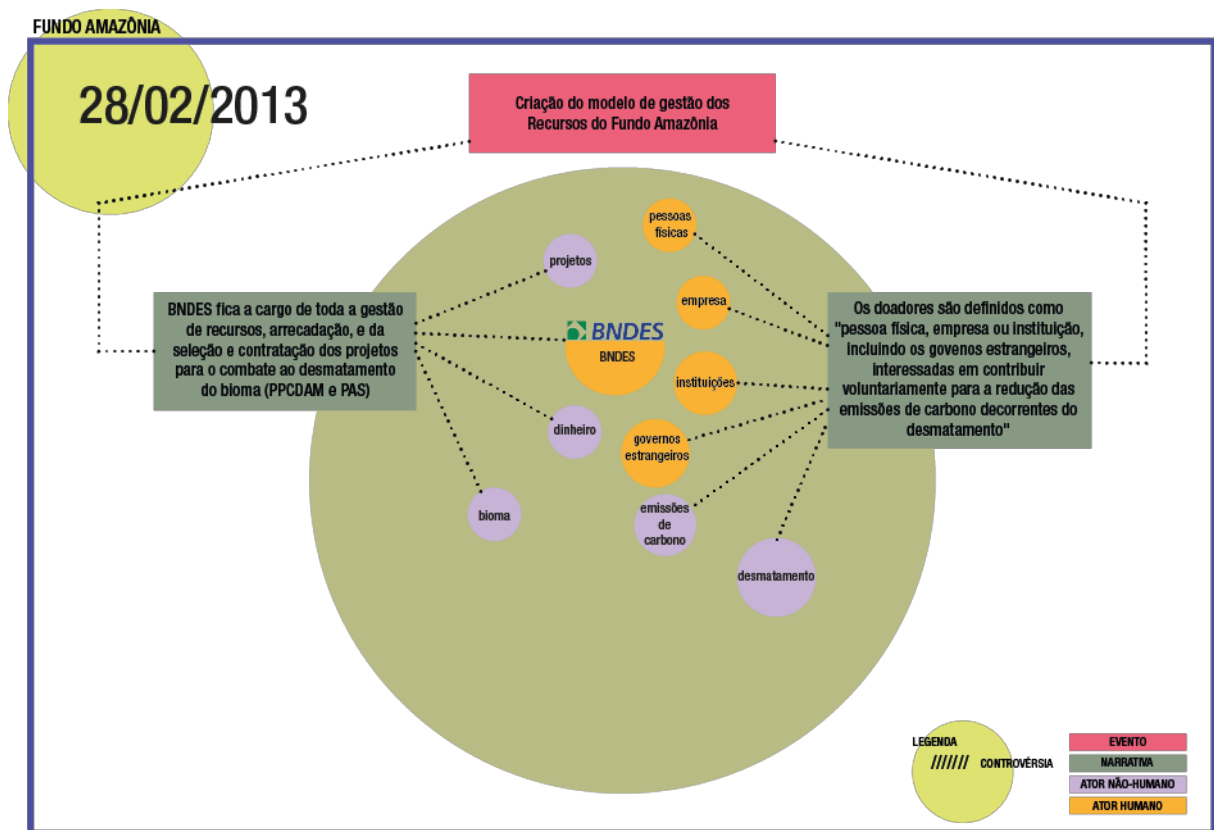 FUNDO AMAZÔNIA
28/02/2013
Criação do modelo de gestão dos
Recursos do Fundo Amazônia
BNDES fica a cargo de toda a gestão
de recursos, arrecadação, e da
seleção e contratação dos projetos
para o combate ao desmatamento
do bioma (PPCDAM e PAS)
projetos
BNDES
BNDES
dinheiro
bioma
pessoas
físicas
empresa
instituições
governos
estrangeiros
emissões
de
carbono
desmatamento
Os doadores são definidos como
"pessoa física, empresa ou instituição,
incluindo os govenos estrangeiros,
interessadas em contribuir
voluntariamente para a redução das
emissões de carbono decorrentes do
desmatamento"
LEGENDA
/////// CONTROVÉRSIA
EVENTO
NARRATIVA
ATOR NÃO-HUMANO
ATOR HUMANO